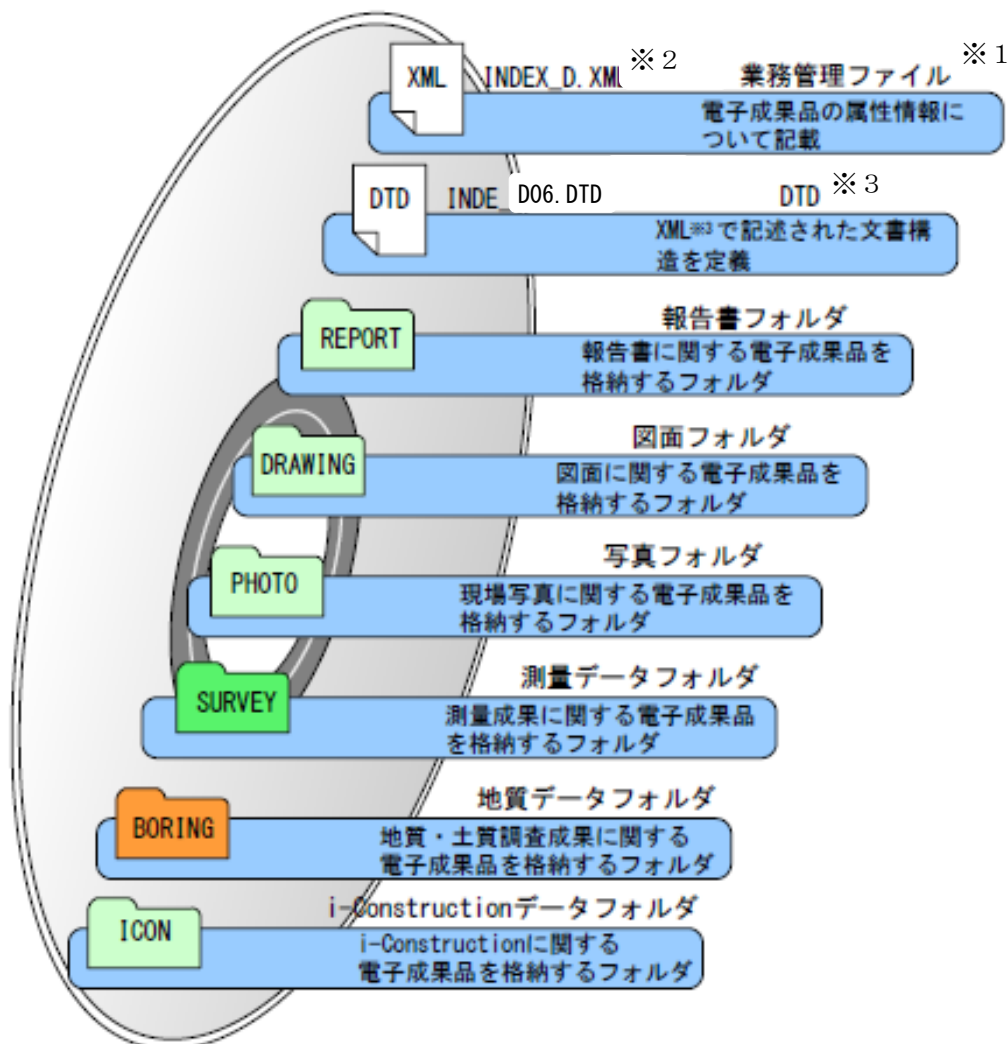 XML INDEX_D.XML ※2 業務管理ファイル ※1
電子成果品の属性情報に
ついて記載
DTD INDE_D06.DTD DTD ※3
XML※3で記述された文書構
造を定義
REPORT 報告書フォルダ
報告書に関する電子成果品を
格納するフォルダ
DRAWING 図面フォルダ
図面に関する電子成果品を
格納するフォルダ
PHOTO 写真フォルダ
現場写真に関する電子成果品を
格納するフォルダ
SURVEY 測量データフォルダ
測量成果に関する電子成果品
を格納するフォルダ
BORING 地質データフォルダ
地質・土質調査成果に関する
電子成果品を格納するフォルダ
ICON i-Constructionデータフォルダ
i-Constructionに関する
電子成果品を格納するフォルダ